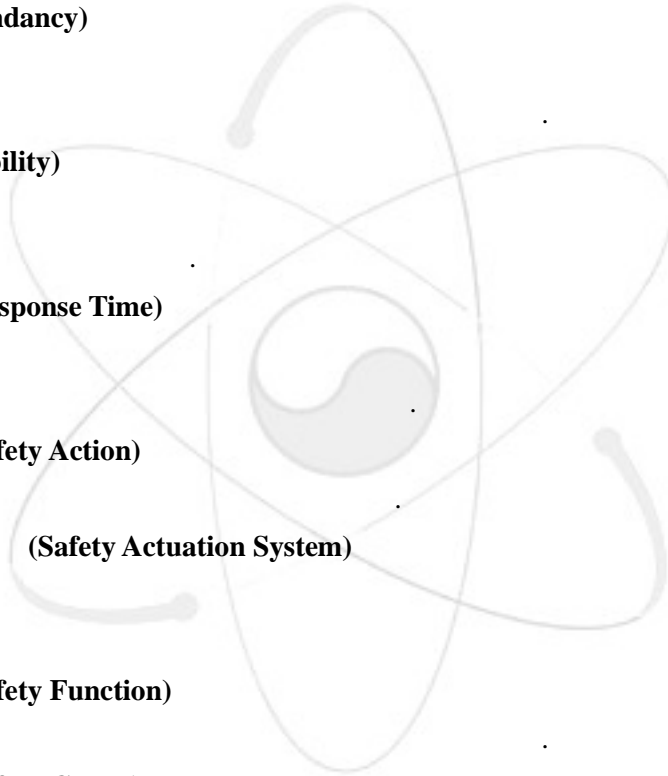 ndancy)
.
bility)
.
sponse Time)
.
fety Action)
.
(Safety Actuation System)
fety Function)
.